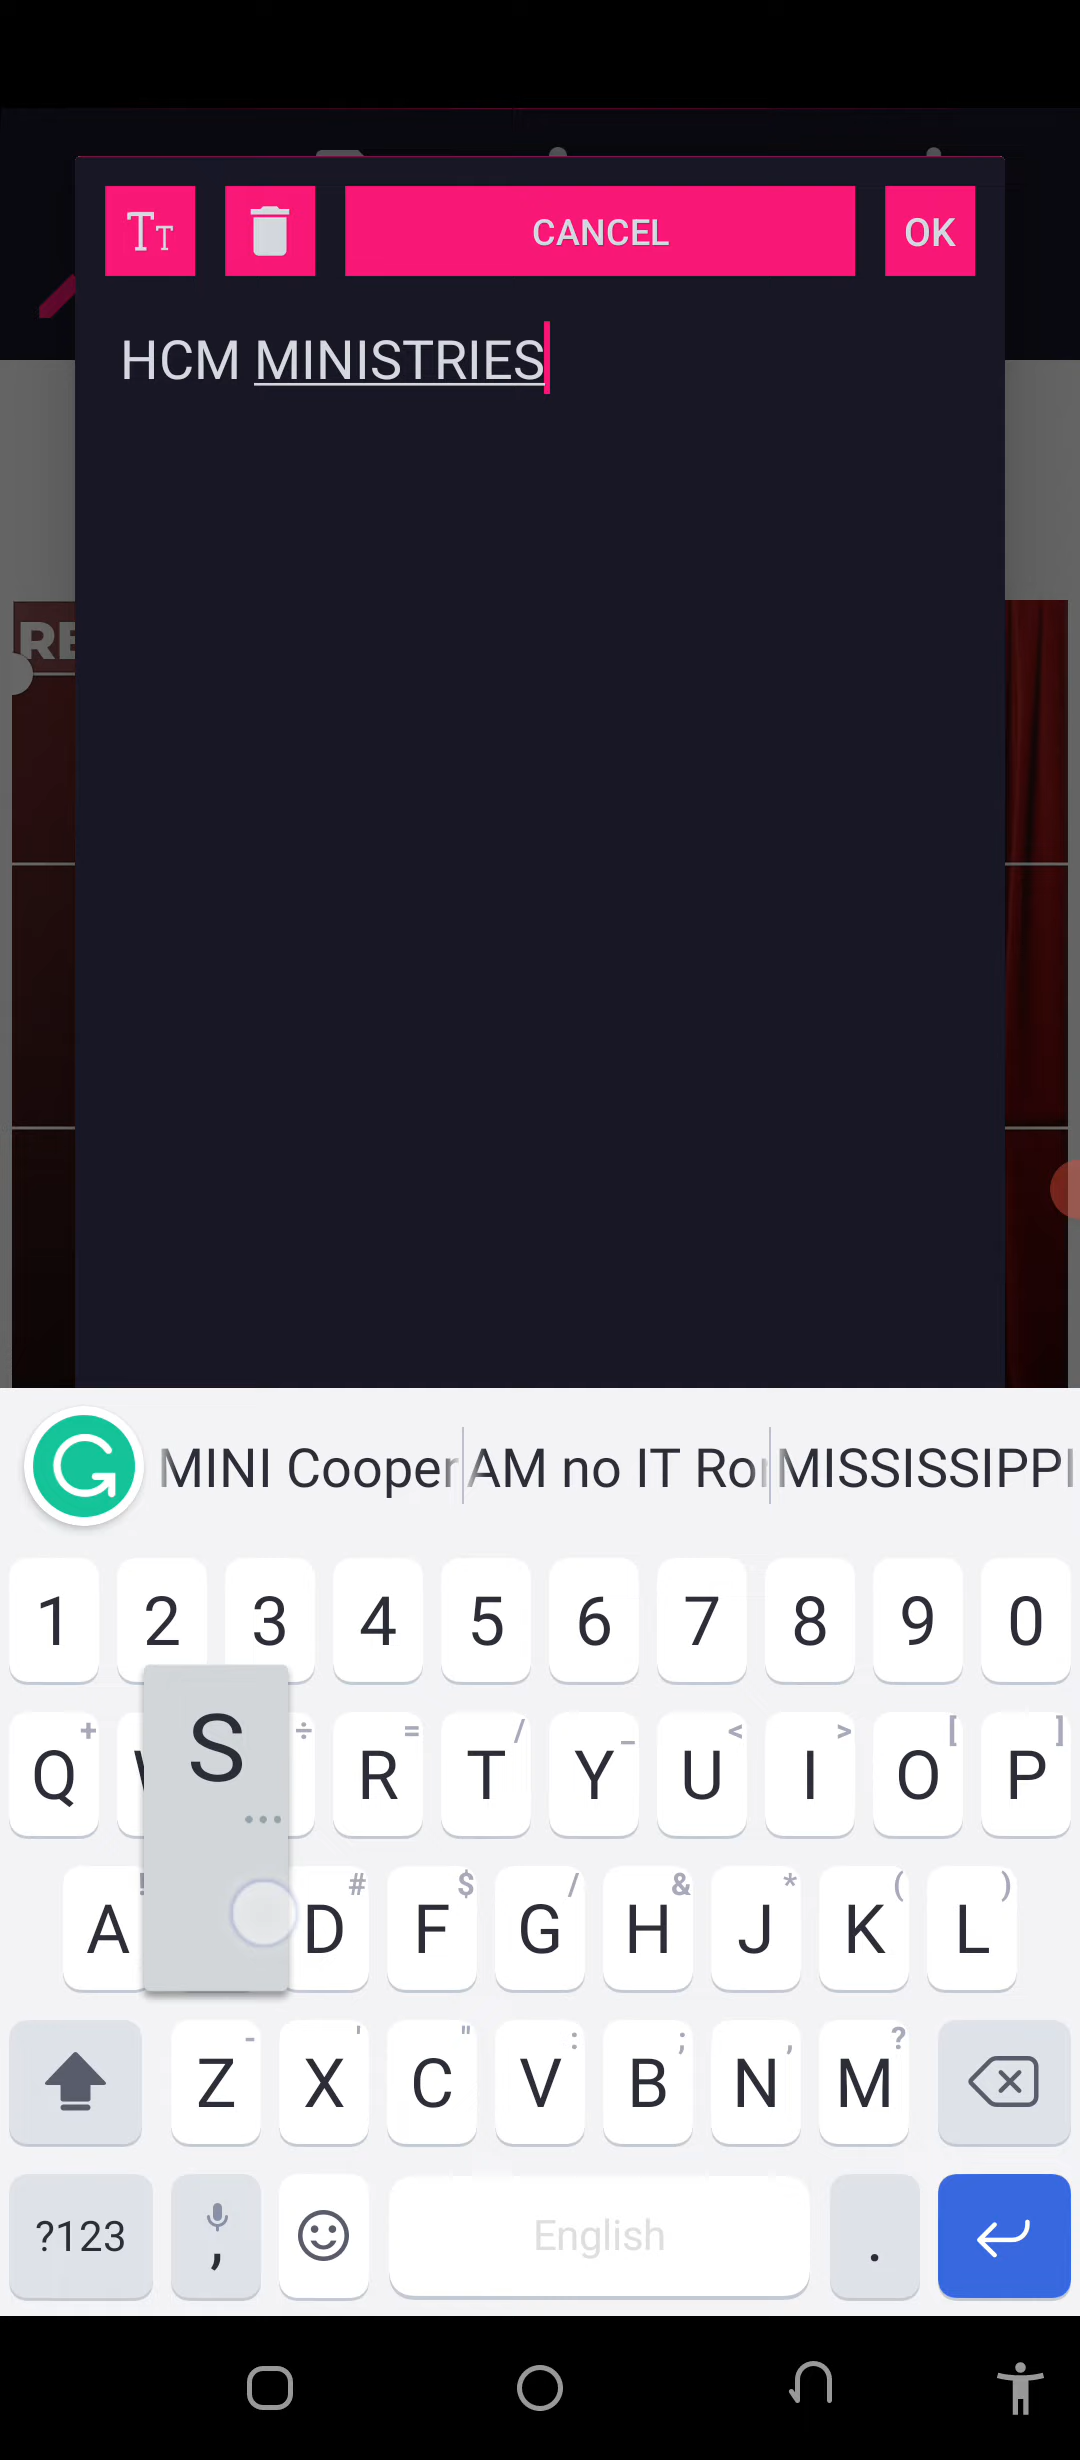 CANCEL
OK
HCM MINISTRIES
RE
MINI Cooper AM no IT Ro MISSISSIPPI
1 2 3 4 5 6 7 8 9 0
Q + ÷ R = T / Y _ U < I > O [ P ]
S
A ! D # F $ G / H & J * K ( L )
Z - X ' C " V : B ; N , M ?
?123 , English .